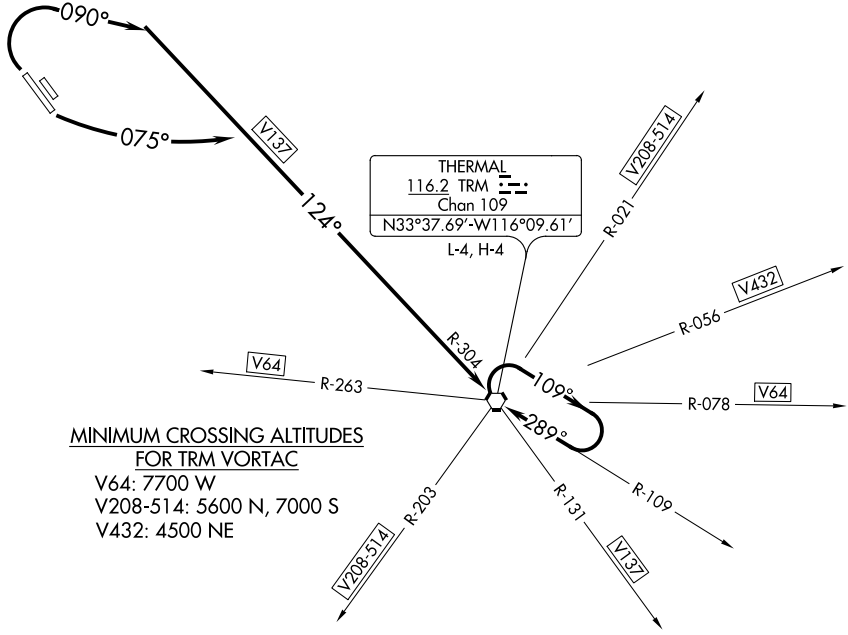 090°
075°
V137
124°
THERMAL
116.2 TRM
Chan 109
N33°37.69'-W116°09.61'
L-4, H-4
V208-514
R-021
V432
R-056
R-304
V64
R-263
109°
289°
R-078
V64
MINIMUM CROSSING ALTITUDES
FOR TRM VORTAC
V64: 7700 W
V208-514: 5600 N, 7000 S
V432: 4500 NE
R-203
V208-514
R-131
V137
R-109